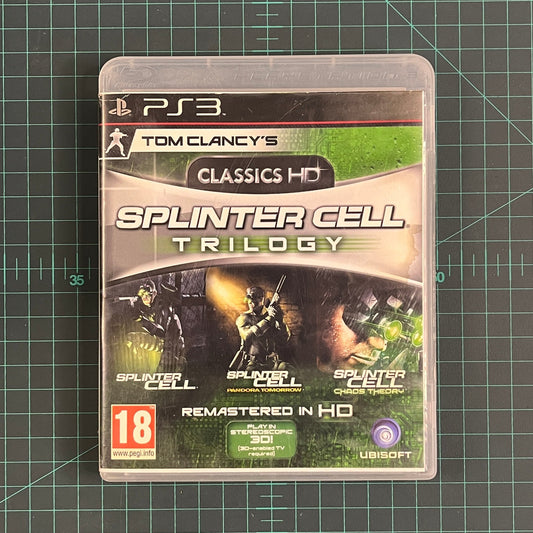 PS3
TOM CLANCY'S
CLASSICS HD
SPLINTER CELL
TRILOGY
SPLINTER
CELL
SPLINTER
CELL
PANDORA TOMORROW
SPLINTER
CELL
CHAOS THEORY
REMASTERED IN HD
PLAY IN
STEREOSCOPIC
3D!
(3D-enabled TV
required)
18
www.pegi.info
UBISOFT
35
50